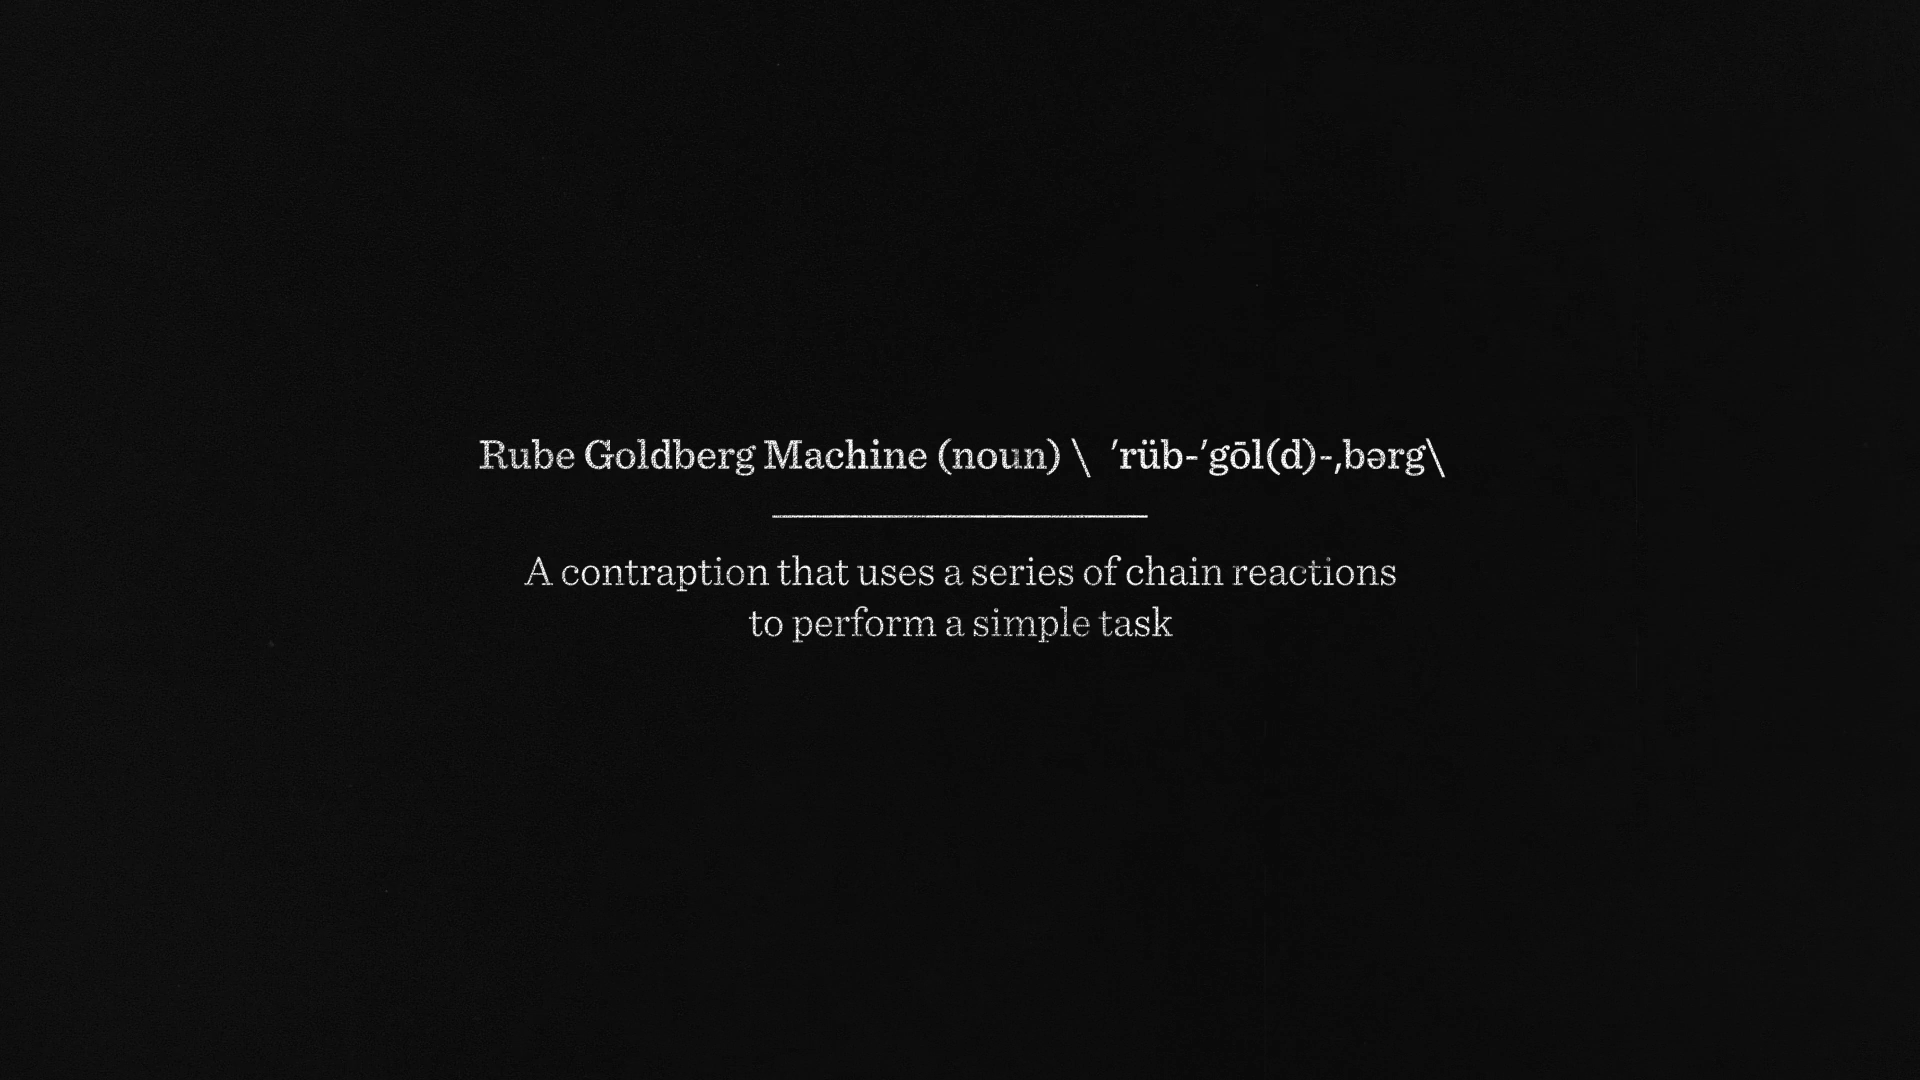 Rube Goldberg Machine (noun) \ ˈrüb-ˈgōl(d)-ˌbərg\
A contraption that uses a series of chain reactions
to perform a simple task